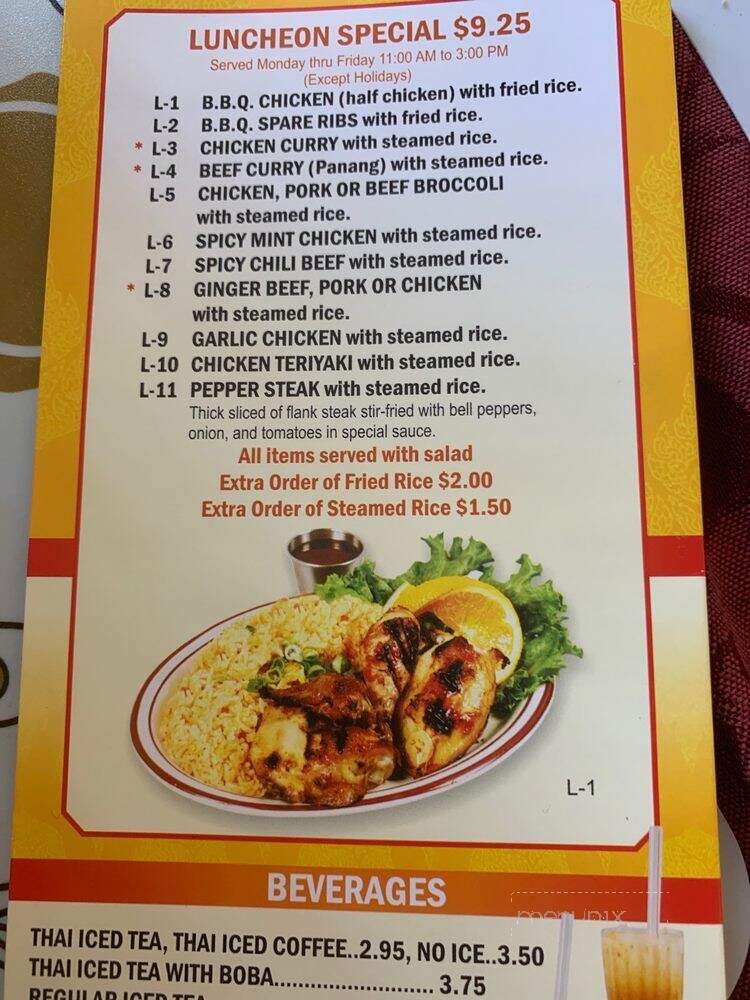 LUNCHEON SPECIAL $9.25
Served Monday thru Friday 11:00 AM to 3:00 PM
(Except Holidays)
L-1 B.B.Q. CHICKEN (half chicken) with fried rice.
L-2 B.B.Q. SPARE RIBS with fried rice.
* L-3 CHICKEN CURRY with steamed rice.
* L-4 BEEF CURRY (Panang) with steamed rice.
L-5 CHICKEN, PORK OR BEEF BROCCOLI
with steamed rice.
L-6 SPICY MINT CHICKEN with steamed rice.
L-7 SPICY CHILI BEEF with steamed rice.
* L-8 GINGER BEEF, PORK OR CHICKEN
with steamed rice.
L-9 GARLIC CHICKEN with steamed rice.
L-10 CHICKEN TERIYAKI with steamed rice.
L-11 PEPPER STEAK with steamed rice.
Thick sliced of flank steak stir-fried with bell peppers,
onion, and tomatoes in special sauce.
All items served with salad
Extra Order of Fried Rice $2.00
Extra Order of Steamed Rice $1.50
L-1
BEVERAGES
menupix
THAI ICED TEA, THAI ICED COFFEE..2.95, NO ICE..3.50
THAI ICED TEA WITH BOBA.......................... 3.75
REGULAR ICED TEA